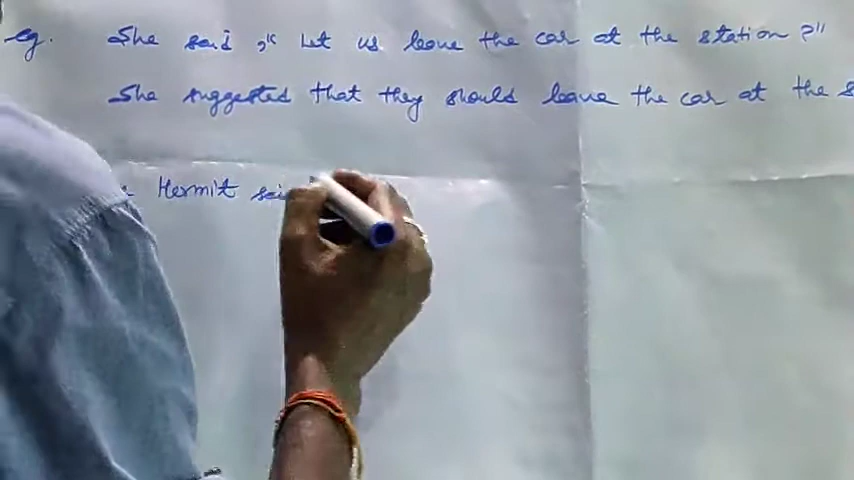 eg. She said ,“ Let us leave the car at the station ?"
She suggested that they should leave the car at the s
Hermit sai